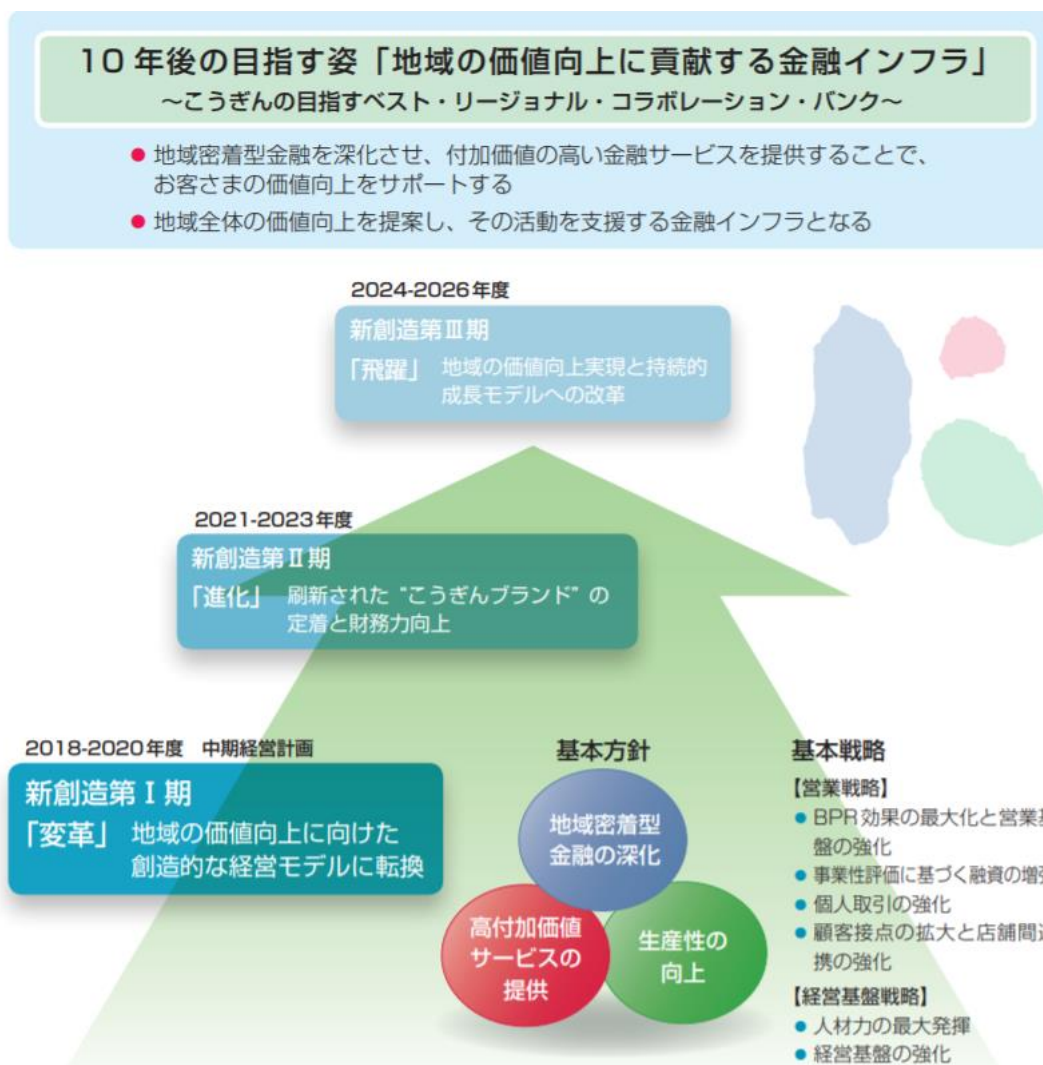 10年後の目指す姿「地域の価値向上に貢献する金融インフラ」
～こうぎんの目指すベスト・リージョナル・コラボレーション・バンク～
● 地域密着型金融を深化させ、付加価値の高い金融サービスを提供することで、
お客さまの価値向上をサポートする
● 地域全体の価値向上を提案し、その活動を支援する金融インフラとなる
2024-2026年度
新創造第Ⅲ期
「飛躍」 地域の価値向上実現と持続的
成長モデルへの改革
2021-2023年度
新創造第Ⅱ期
「進化」 刷新された“こうぎんブランド”の
定着と財務力向上
2018-2020年度 中期経営計画
新創造第Ⅰ期
「変革」 地域の価値向上に向けた
創造的な経営モデルに転換
基本方針
地域密着型
金融の深化
高付加価値
サービスの
提供
生産性の
向上
基本戦略
【営業戦略】
● BPR効果の最大化と営業
盤の強化
● 事業性評価に基づく融資の増
● 個人取引の強化
● 顧客接点の拡大と店舗間
携の強化
【経営基盤戦略】
● 人材力の最大発揮
● 経営基盤の強化